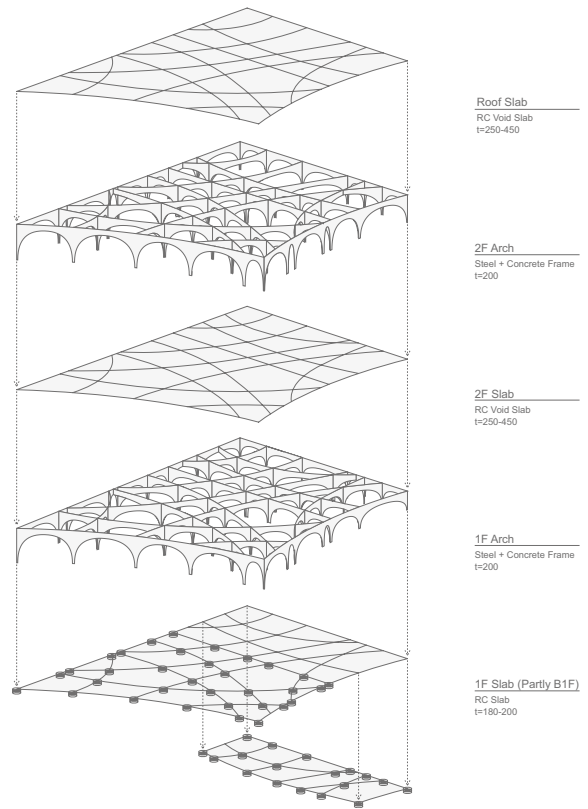 Roof Slab
RC Void Slab
t=250-450
2F Arch
Steel + Concrete Frame
t=200
2F Slab
RC Void Slab
t=250-450
1F Arch
Steel + Concrete Frame
t=200
1F Slab (Partly B1F)
RC Slab
t=180-200